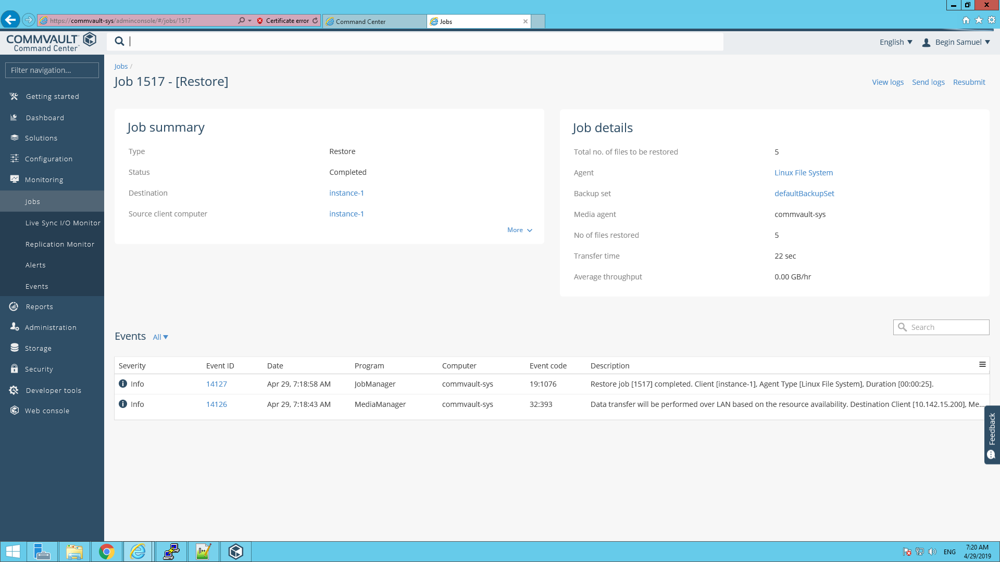 https://commvault-sys/adminconsole/#/jobs/1517
Certificate error
Command Center
Jobs
COMMVAULT
Command Center
English
Begin Samuel
Filter navigation...
Getting started
Dashboard
Solutions
Configuration
Monitoring
Jobs
Live Sync I/O Monitor
Replication Monitor
Alerts
Events
Reports
Administration
Storage
Security
Developer tools
Web console
Jobs /
Job 1517 - [Restore]
View logs Send logs Resubmit
Job summary
Type Restore
Status Completed
Destination instance-1
Source client computer instance-1
More
Job details
Total no. of files to be restored 5
Agent Linux File System
Backup set defaultBackupSet
Media agent commvault-sys
No of files restored 5
Transfer time 22 sec
Average throughput 0.00 GB/hr
Events All
Search
Severity Event ID Date Program Computer Event code Description
Info 14127 Apr 29, 7:18:58 AM JobManager commvault-sys 19:1076 Restore job [1517] completed. Client [instance-1], Agent Type [Linux File System], Duration [00:00:25].
Info 14126 Apr 29, 7:18:43 AM MediaManager commvault-sys 32:393 Data transfer will be performed over LAN based on the resource availability. Destination Client [10.142.15.200], Me...
Feedback
ENG
7:20 AM
4/29/2019